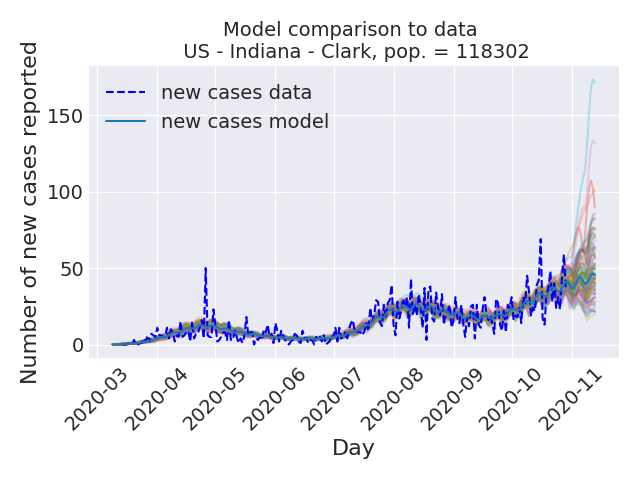 Model comparison to data
US - Indiana - Clark, pop. = 118302
Number of new cases reported
new cases data
new cases model
150
100
50
0
2020-03
2020-04
2020-05
2020-06
2020-07
2020-08
2020-09
2020-10
2020-11
Day